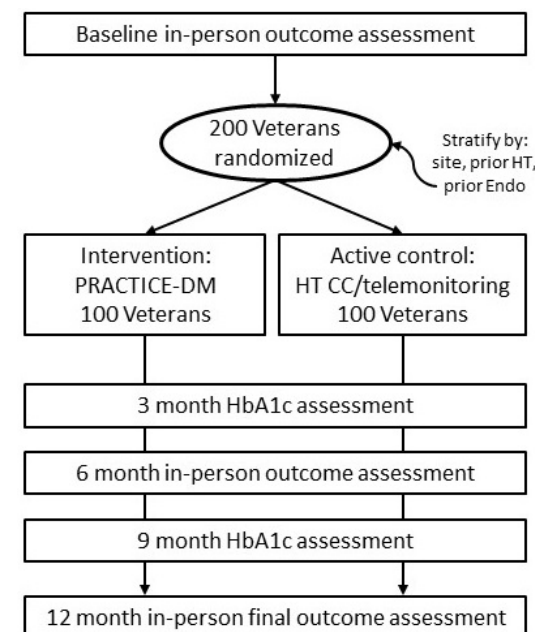 Baseline in-person outcome assessment
200 Veterans
randomized
Stratify by:
site, prior HT,
prior Endo
Intervention:
PRACTICE-DM
100 Veterans
Active control:
HT CC/telemonitoring
100 Veterans
3 month HbA1c assessment
6 month in-person outcome assessment
9 month HbA1c assessment
12 month in-person final outcome assessment